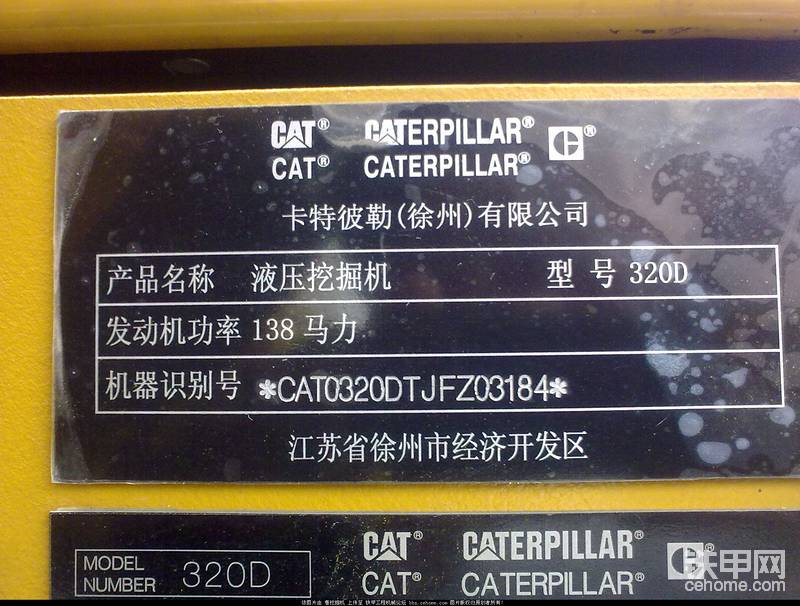 CAT® CATERPILLAR® C®
CAT® CATERPILLAR®
卡特彼勒(徐州)有限公司
产品名称 液压挖掘机 型 号 320D
发动机功率 138马力
机器识别号 *CAT0320DTJFZ03184*
江苏省徐州市经济开发区
CAT® CATERPILLAR® C®
MODEL NUMBER 320D CAT® CATERPILLAR®
铁甲网
cehome.com